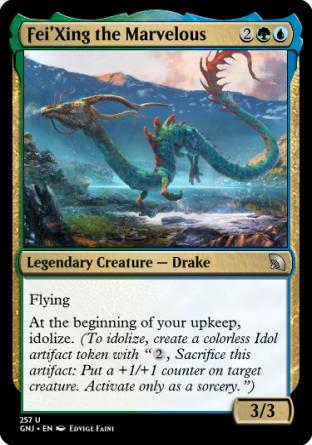 Fei'Xing the Marvelous 2
Legendary Creature — Drake
Flying
At the beginning of your upkeep,
idolize. (To idolize, create a colorless Idol
artifact token with "2, Sacrifice this
artifact: Put a +1/+1 counter on target
creature. Activate only as a sorcery.")
3/3
257 U
GNJ • EN Edvige Faini